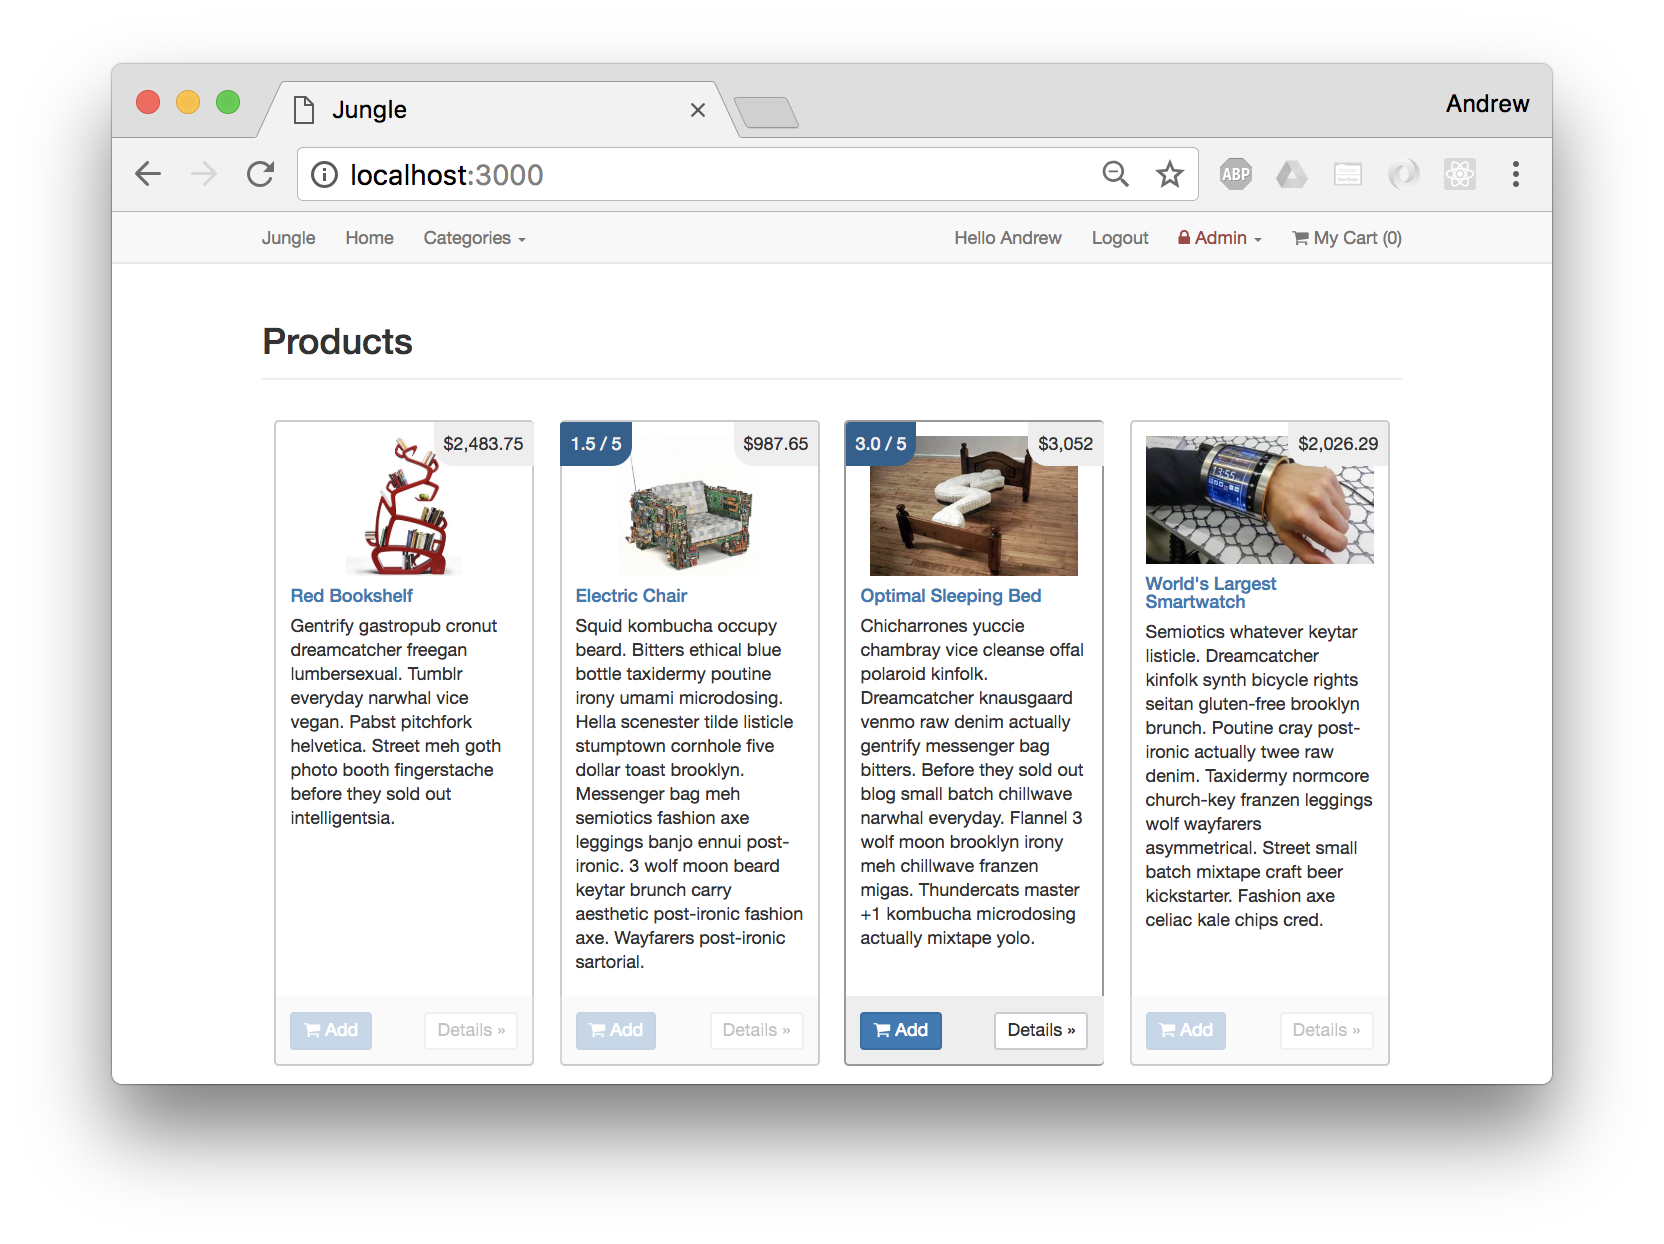 Jungle
Andrew
localhost:3000
ABP
Jungle Home Categories Hello Andrew Logout Admin My Cart (0)
Products
$2,483.75
Red Bookshelf
Gentrify gastropub cronut
dreamcatcher freegan
lumbersexual. Tumblr
everyday narwhal vice
vegan. Pabst pitchfork
helvetica. Street meh goth
photo booth fingerstache
before they sold out
intelligentsia.
Add Details »
1.5 / 5 $987.65
Electric Chair
Squid kombucha occupy
beard. Bitters ethical blue
bottle taxidermy poutine
irony umami microdosing.
Hella scenester tilde listicle
stumptown cornhole five
dollar toast brooklyn.
Messenger bag meh
semiotics fashion axe
leggings banjo ennui post-
ironic. 3 wolf moon beard
keytar brunch carry
aesthetic post-ironic fashion
axe. Wayfarers post-ironic
sartorial.
Add Details »
3.0 / 5 $3,052
Optimal Sleeping Bed
Chicharrones yuccie
chambray vice cleanse offal
polaroid kinfolk.
Dreamcatcher knausgaard
venmo raw denim actually
gentrify messenger bag
bitters. Before they sold out
blog small batch chillwave
narwhal everyday. Flannel 3
wolf moon brooklyn irony
meh chillwave franzen
migas. Thundercats master
+1 kombucha microdosing
actually mixtape yolo.
Add Details »
$2,026.29
13:55
World's Largest
Smartwatch
Semiotics whatever keytar
listicle. Dreamcatcher
kinfolk synth bicycle rights
seitan gluten-free brooklyn
brunch. Poutine cray post-
ironic actually twee raw
denim. Taxidermy normcore
church-key franzen leggings
wolf wayfarers
asymmetrical. Street small
batch mixtape craft beer
kickstarter. Fashion axe
celiac kale chips cred.
Add Details »